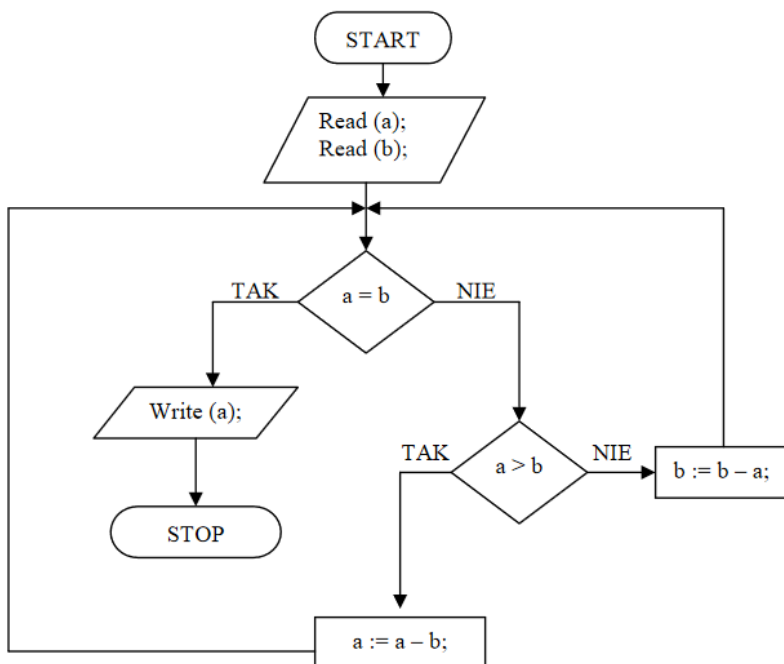 START
Read (a);
Read (b);
TAK
a = b
NIE
Write (a);
TAK
a > b
NIE
b := b – a;
STOP
a := a – b;